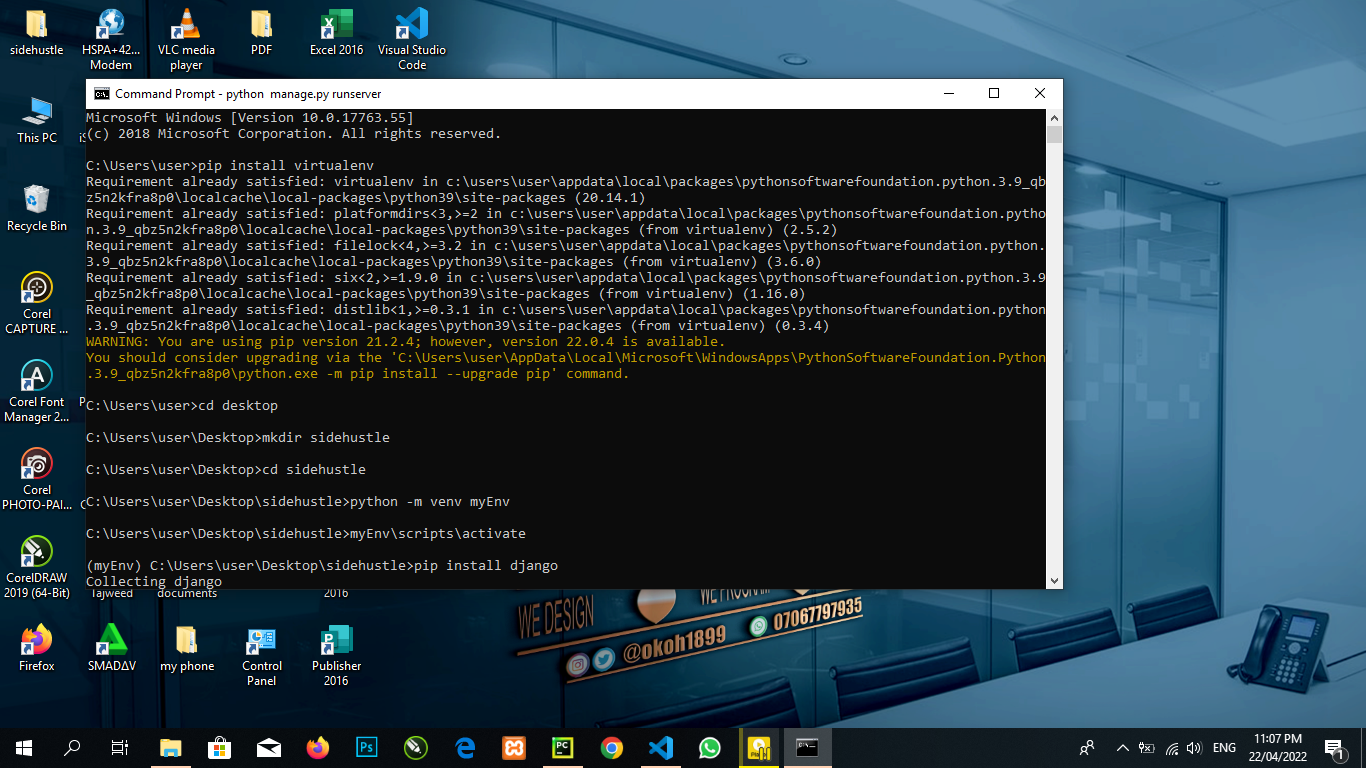 sidehustle
HSPA+42...
Modem
VLC media
player
PDF
Excel 2016
Visual Studio
Code
Command Prompt - python  manage.py runserver
This PC
Microsoft Windows [Version 10.0.17763.55]
(c) 2018 Microsoft Corporation. All rights reserved.
C:\Users\user>pip install virtualenv
Requirement already satisfied: virtualenv in c:\users\user\appdata\local\packages\pythonsoftwarefoundation.python.3.9_qb
z5n2kfra8p0\localcache\local-packages\python39\site-packages (20.14.1)
Requirement already satisfied: platformdirs<3,>=2 in c:\users\user\appdata\local\packages\pythonsoftwarefoundation.pytho
n.3.9_qbz5n2kfra8p0\localcache\local-packages\python39\site-packages (from virtualenv) (2.5.2)
Requirement already satisfied: filelock<4,>=3.2 in c:\users\user\appdata\local\packages\pythonsoftwarefoundation.python.
3.9_qbz5n2kfra8p0\localcache\local-packages\python39\site-packages (from virtualenv) (3.6.0)
Requirement already satisfied: six<2,>=1.9.0 in c:\users\user\appdata\local\packages\pythonsoftwarefoundation.python.3.9
_qbz5n2kfra8p0\localcache\local-packages\python39\site-packages (from virtualenv) (1.16.0)
Requirement already satisfied: distlib<1,>=0.3.1 in c:\users\user\appdata\local\packages\pythonsoftwarefoundation.python
.3.9_qbz5n2kfra8p0\localcache\local-packages\python39\site-packages (from virtualenv) (0.3.4)
WARNING: You are using pip version 21.2.4; however, version 22.0.4 is available.
You should consider upgrading via the 'C:\Users\user\AppData\Local\Microsoft\WindowsApps\PythonSoftwareFoundation.Python
.3.9_qbz5n2kfra8p0\python.exe -m pip install --upgrade pip' command.
C:\Users\user>cd desktop
C:\Users\user\Desktop>mkdir sidehustle
C:\Users\user\Desktop>cd sidehustle
C:\Users\user\Desktop\sidehustle>python -m venv myEnv
C:\Users\user\Desktop\sidehustle>myEnv\scripts\activate
(myEnv) C:\Users\user\Desktop\sidehustle>pip install django
Collecting django
Recycle Bin
Corel
CAPTURE ...
Corel Font
Manager 2...
Corel
PHOTO-PAI...
CorelDRAW
2019 (64-Bit)
Tajweed
documents
2016
WE DESIGN
@okoh1899
07067797935
Firefox
SMADΔV
my phone
Control
Panel
Publisher
2016
ENG
11:07 PM
22/04/2022
1